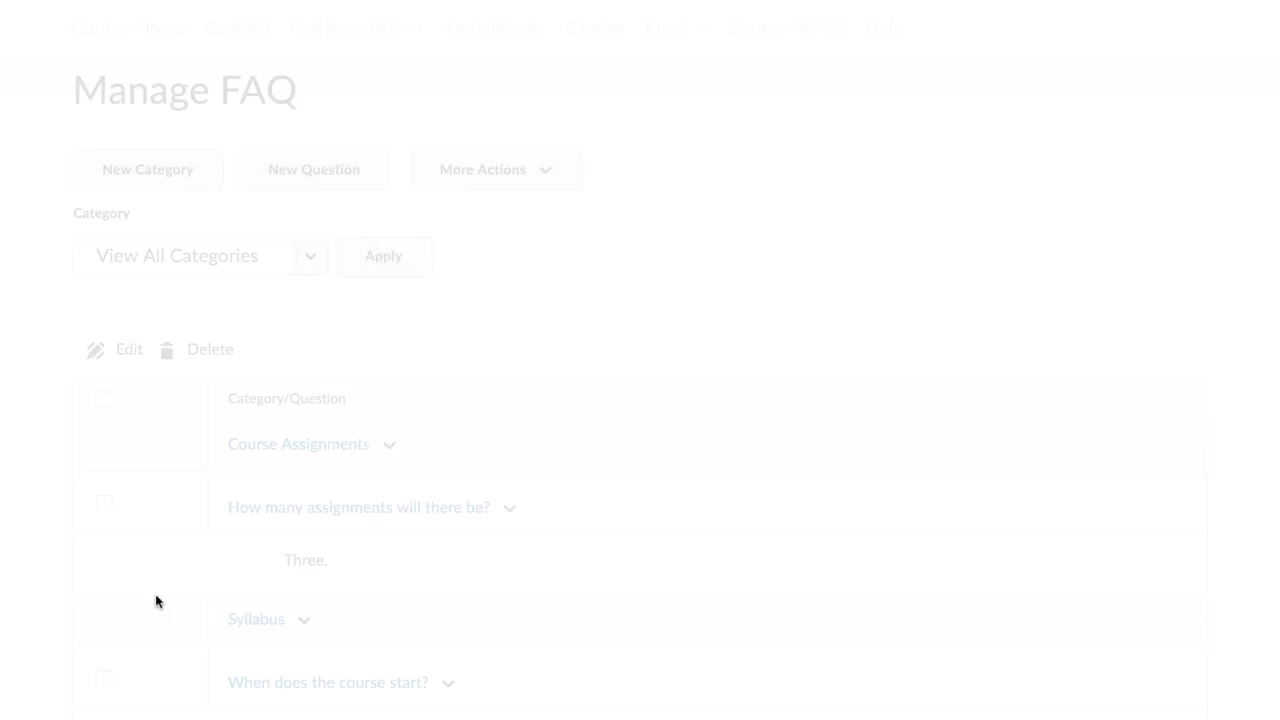 Manage FAQ
New Category New Question More Actions
Category
View All Categories Apply
Edit Delete
Category/Question
Course Assignments
How many assignments will there be?
Three.
Syllabus
When does the course start?